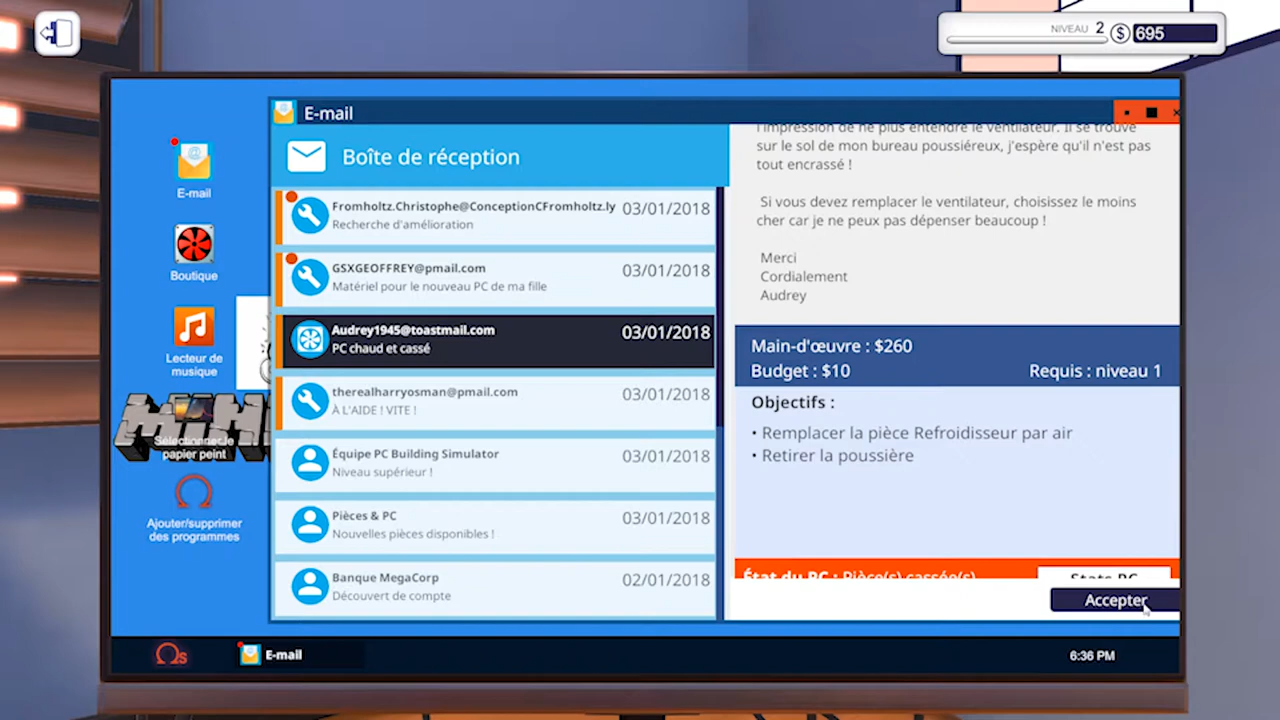 NIVEAU 2 $ 695
E-mail
Boîte de réception
E-mail
Boutique
Lecteur de
musique
Sélectionner le
papier peint
Ajouter/supprimer
des programmes
Fromholtz.Christophe@ConceptionCFromholtz.ly 03/01/2018
Recherche d'amélioration
GSXGEOFFREY@pmail.com 03/01/2018
Matériel pour le nouveau PC de ma fille
Audrey1945@toastmail.com 03/01/2018
PC chaud et cassé
therealharryosman@pmail.com 03/01/2018
À L'AIDE ! VITE !
Équipe PC Building Simulator 03/01/2018
Niveau supérieur !
Pièces & PC 03/01/2018
Nouvelles pièces disponibles !
Banque MegaCorp 02/01/2018
Découvert de compte
l'impression de ne plus entendre le ventilateur. Il se trouve
sur le sol de mon bureau poussiéreux, j'espère qu'il n'est pas
tout encrassé !
Si vous devez remplacer le ventilateur, choisissez le moins
cher car je ne peux pas dépenser beaucoup !
Merci
Cordialement
Audrey
Main-d'œuvre : $260
Budget : $10 Requis : niveau 1
Objectifs :
• Remplacer la pièce Refroidisseur par air
• Retirer la poussière
État du PC : Pièce(s) cassée(s) Stats PC
Accepter
Ωs E-mail 6:36 PM